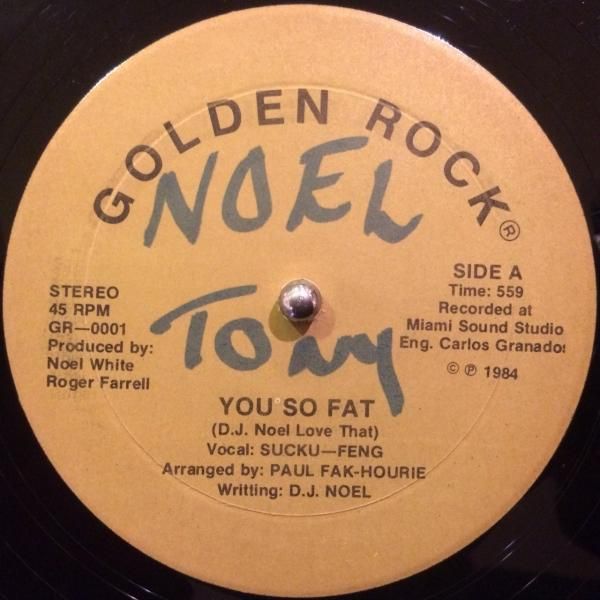 GOLDEN ROCK®
NOEL
Tony
STEREO
45 RPM
GR—0001
Produced by:
Noel White
Roger Farrell
SIDE A
Time: 559
Recorded at
Miami Sound Studio
Eng. Carlos Granados
© ℗ 1984
YOU SO FAT
(D.J. Noel Love That)
Vocal: SUCKU—FENG
Arranged by: PAUL FAK-HOURIE
Writting: D.J. NOEL